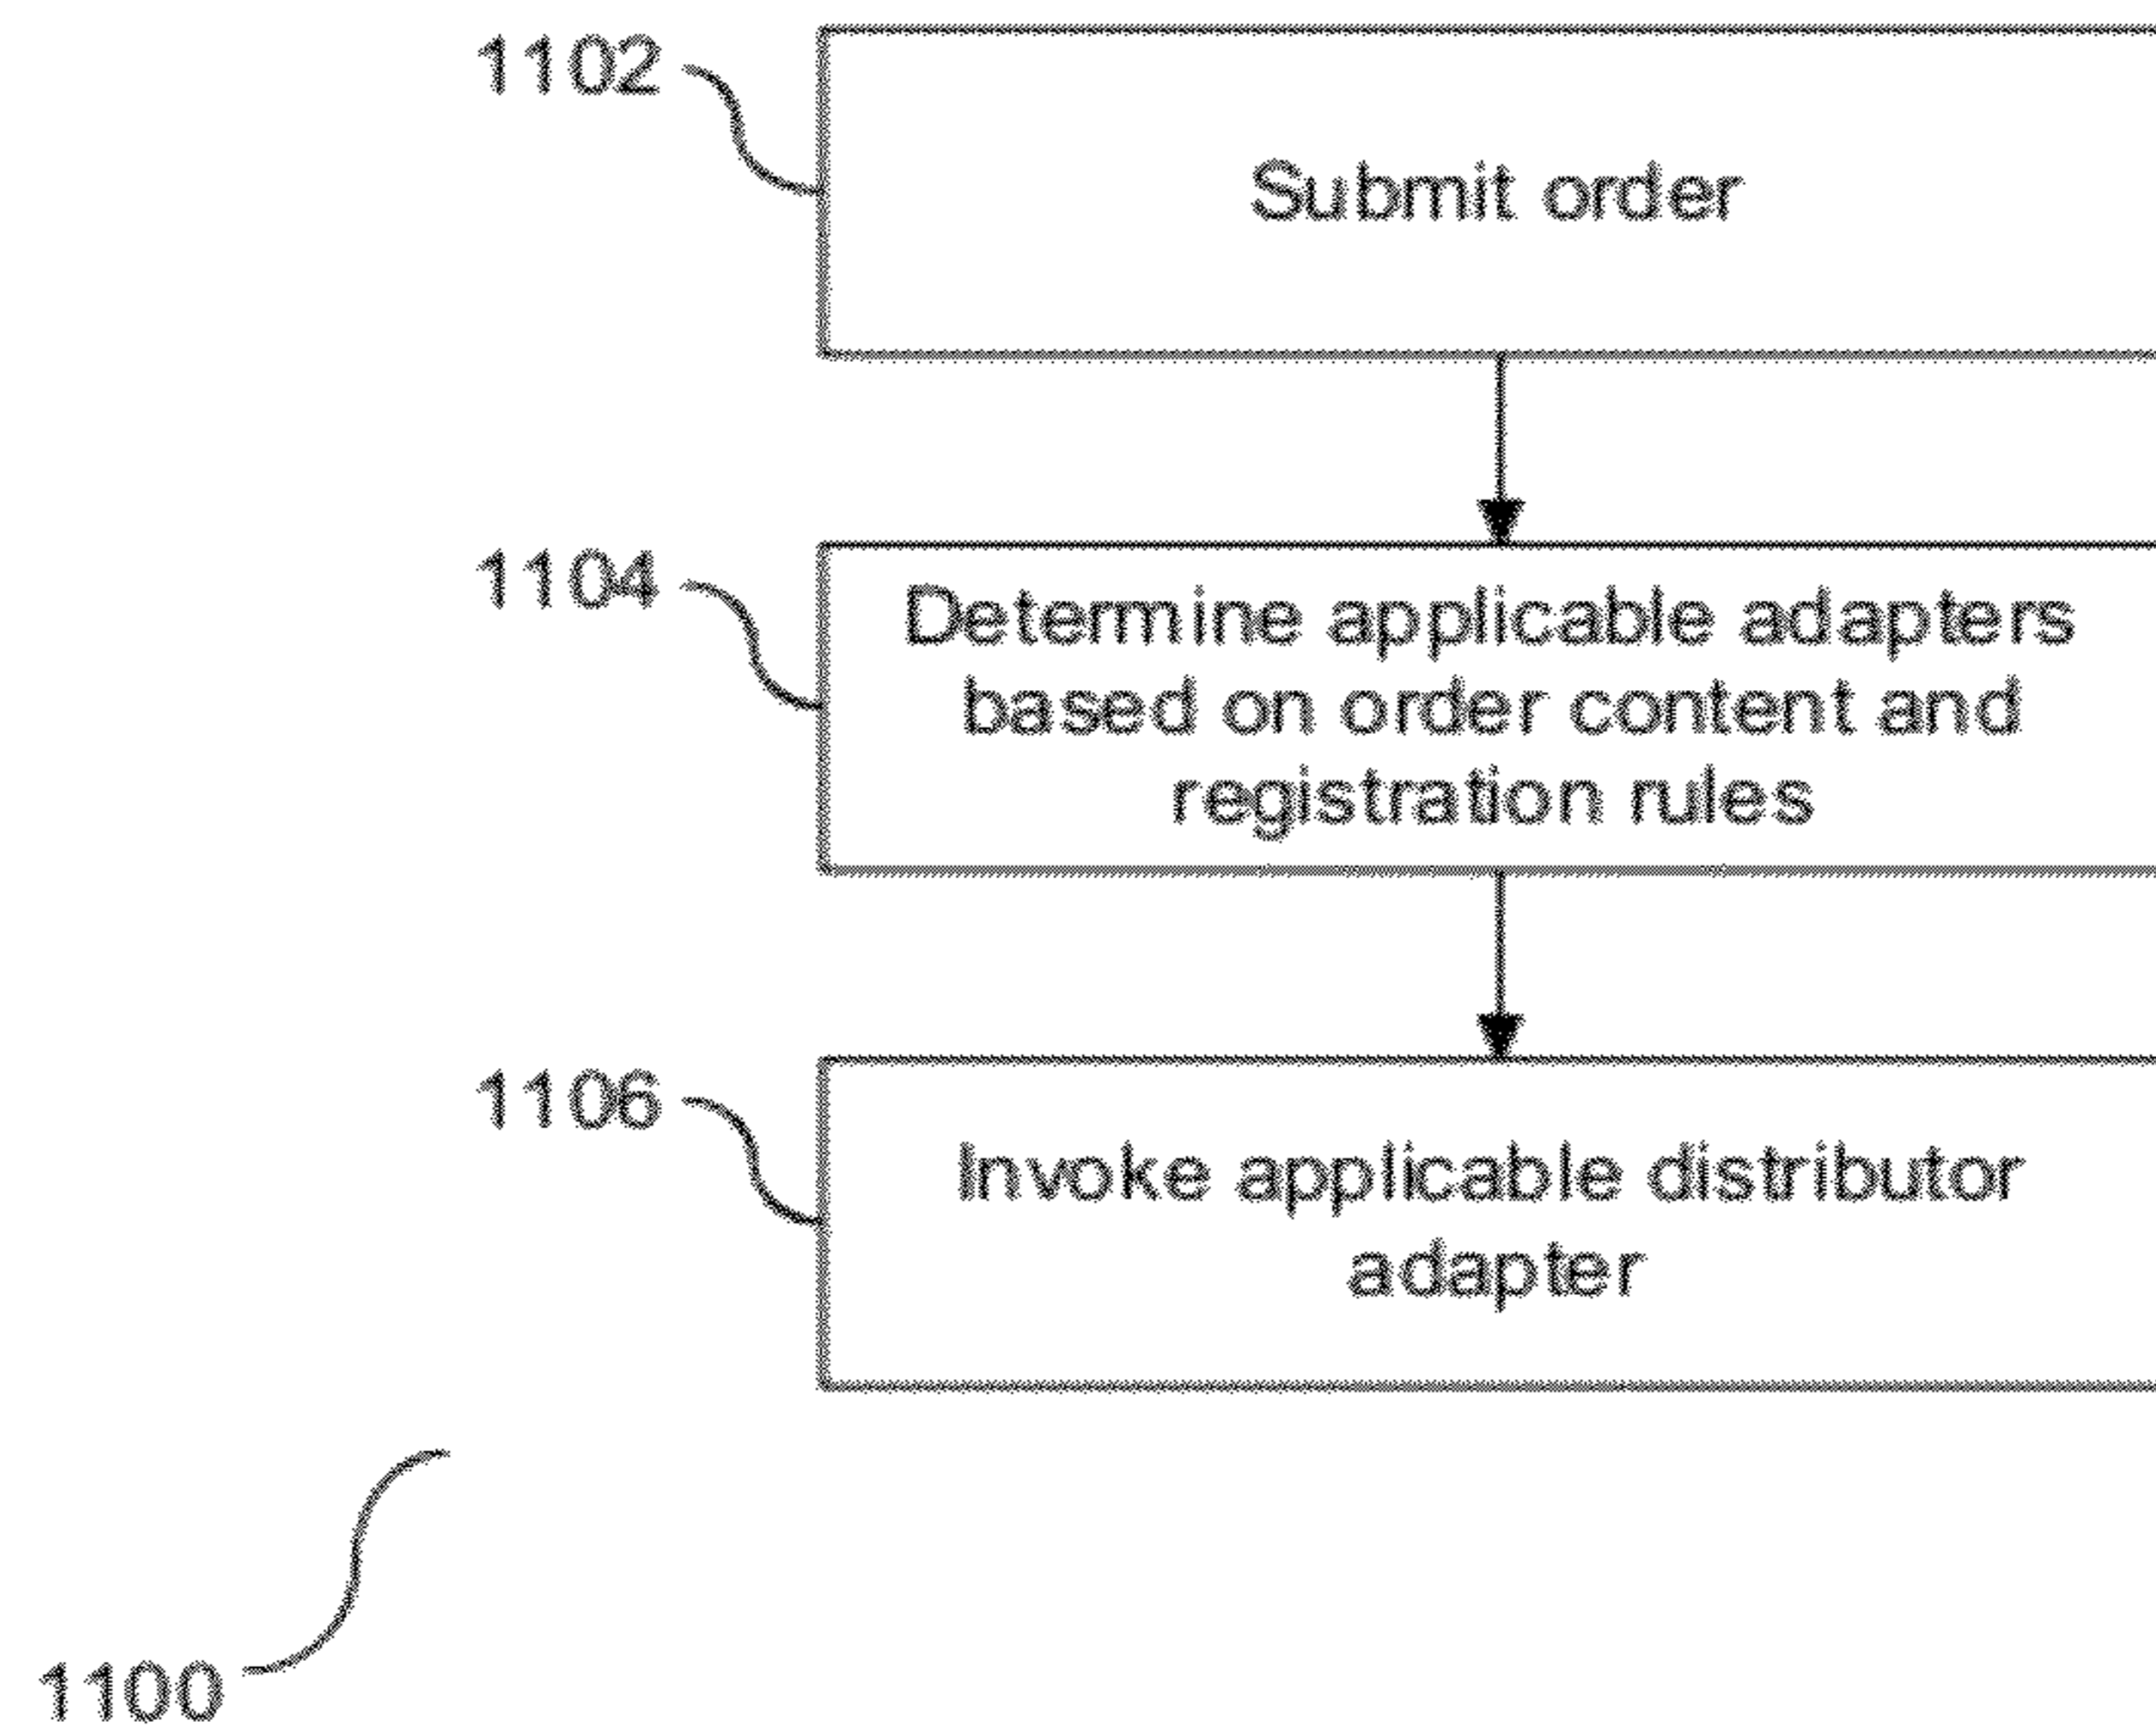 1102
Submit order
1104
Determine applicable adapters
based on order content and
registration rules
1106
Invoke applicable distributor
adapter
1100